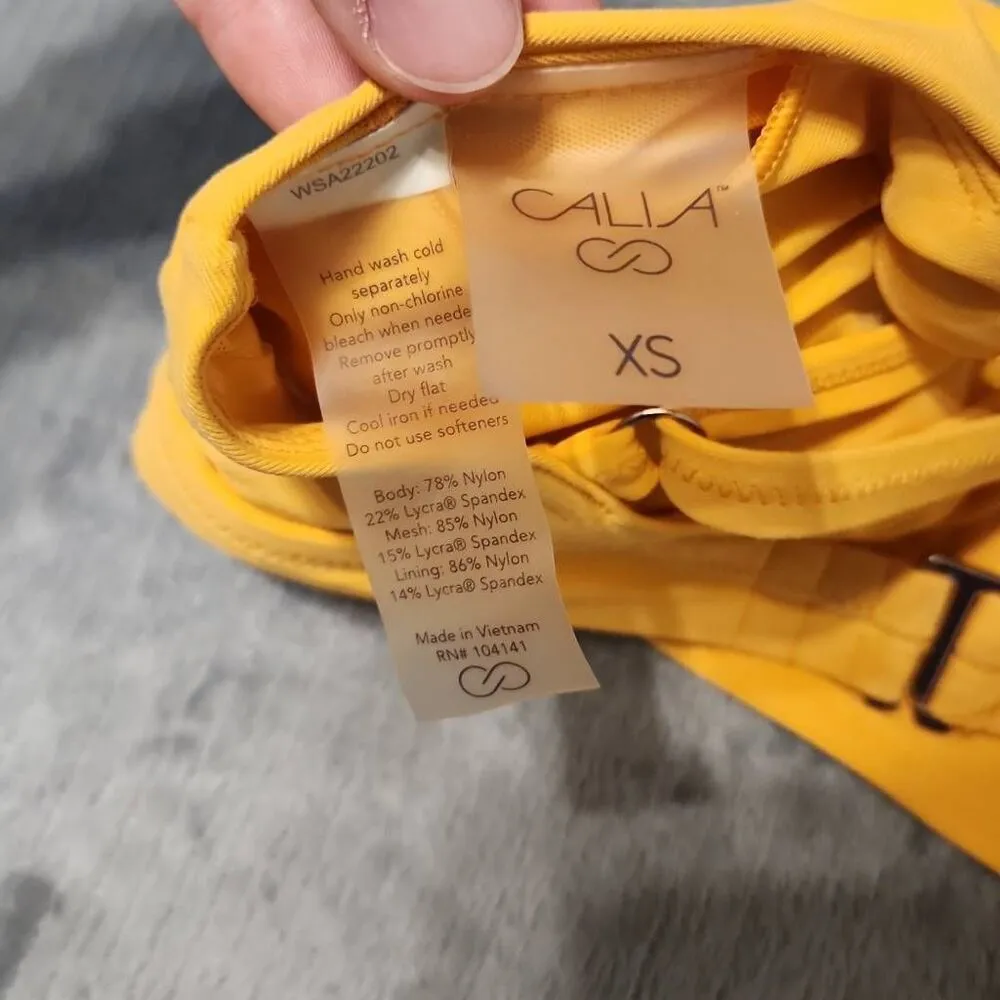 WSA22202
Hand wash cold
separately
Only non-chlorine
bleach when neede
Remove promptly
after wash
Dry flat
Cool iron if needed
Do not use softeners
Body: 78% Nylon
22% Lycra® Spandex
Mesh: 85% Nylon
15% Lycra® Spandex
Lining: 86% Nylon
14% Lycra® Spandex
Made in Vietnam
RN# 104141
CALIA™
XS